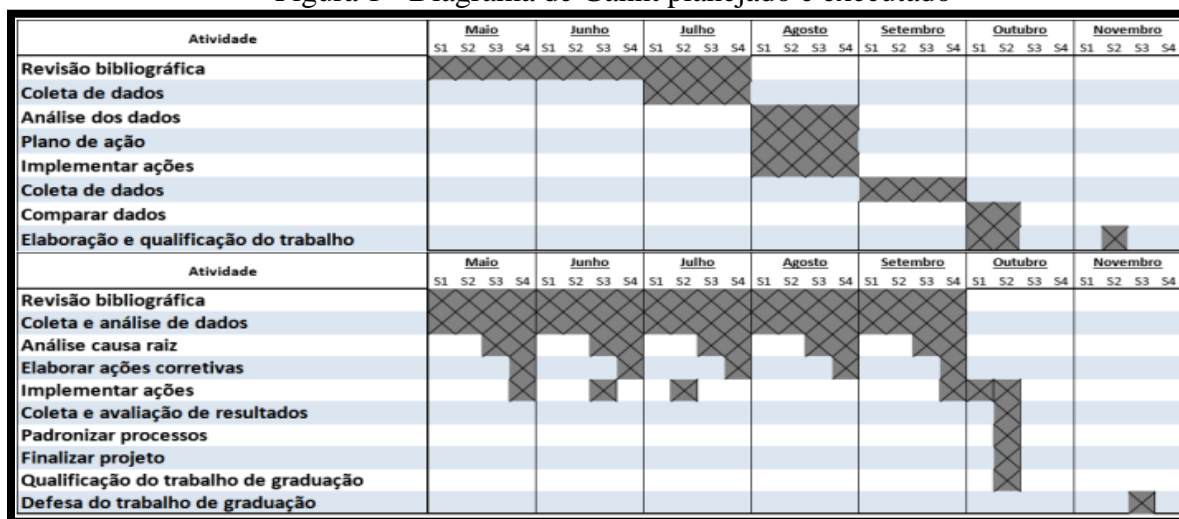 Figura 1 - Diagrama de Gantt planejado e executado
Atividade Maio Junho Julho Agosto Setembro Outubro Novembro
S1 S2 S3 S4 S1 S2 S3 S4 S1 S2 S3 S4 S1 S2 S3 S4 S1 S2 S3 S4 S1 S2 S3 S4 S1 S2 S3 S4
Revisão bibliográfica
Coleta de dados
Análise dos dados
Plano de ação
Implementar ações
Coleta de dados
Comparar dados
Elaboração e qualificação do trabalho
Atividade Maio Junho Julho Agosto Setembro Outubro Novembro
S1 S2 S3 S4 S1 S2 S3 S4 S1 S2 S3 S4 S1 S2 S3 S4 S1 S2 S3 S4 S1 S2 S3 S4 S1 S2 S3 S4
Revisão bibliográfica
Coleta e análise de dados
Análise causa raiz
Elaborar ações corretivas
Implementar ações
Coleta e avaliação de resultados
Padronizar processos
Finalizar projeto
Qualificação do trabalho de graduação
Defesa do trabalho de graduação